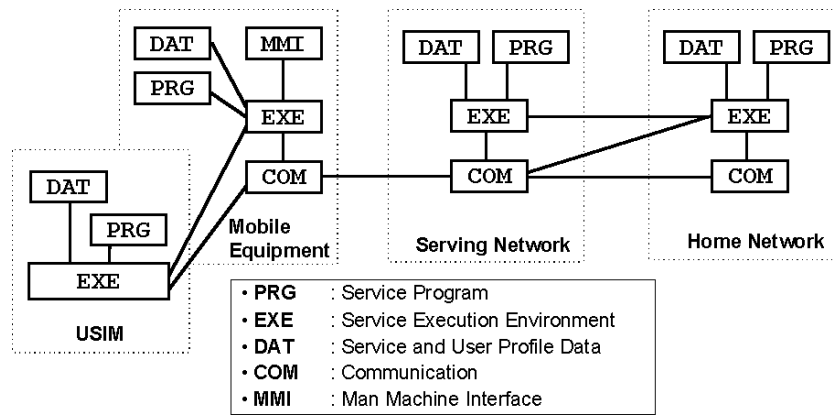 DAT
MMI
PRG
EXE
COM
Mobile
Equipment
DAT
PRG
EXE
USIM
DAT
PRG
EXE
COM
Serving Network
DAT
PRG
EXE
COM
Home Network
• PRG : Service Program
• EXE : Service Execution Environment
• DAT : Service and User Profile Data
• COM : Communication
• MMI : Man Machine Interface